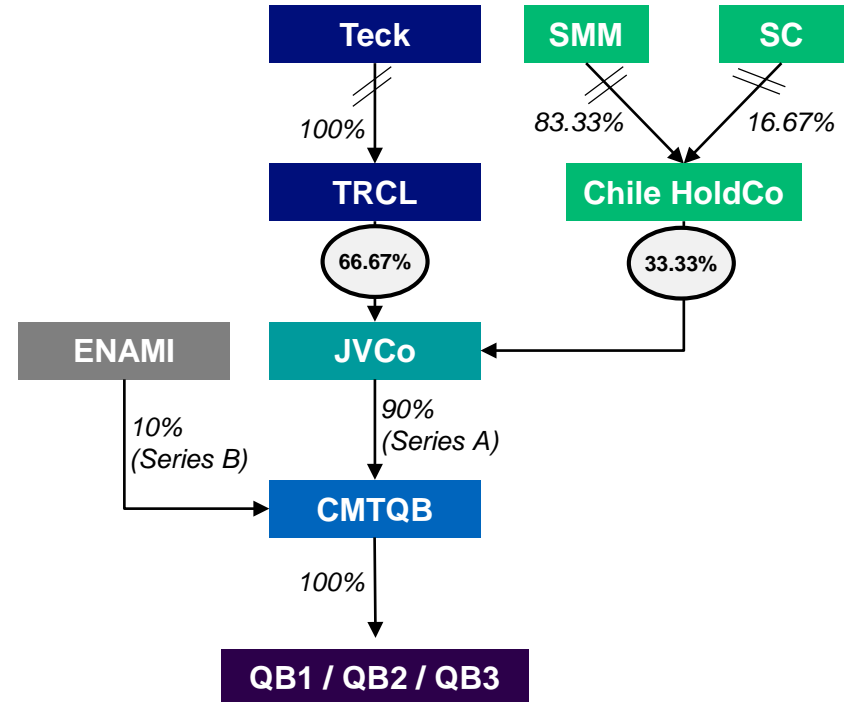 Teck
SMM
SC
100%
83.33%
16.67%
TRCL
Chile HoldCo
66.67%
33.33%
ENAMI
JVCo
10%
(Series B)
90%
(Series A)
CMTQB
100%
QB1 / QB2 / QB3